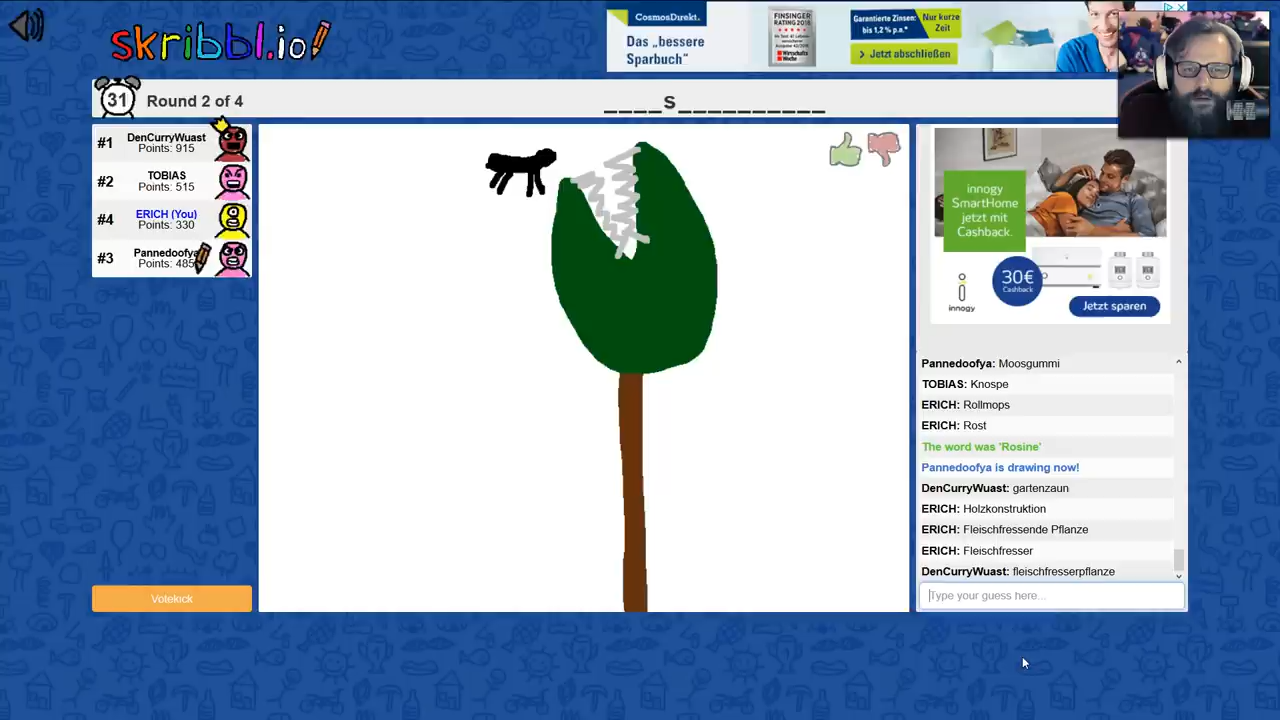 skribbl.io
CosmosDirekt.
Das „bessere
Sparbuch“
FINSINGER
RATING 2018
Garantierte Zinsen:
bis 1,2 % p.a.*
Nur kurze
Zeit
> Jetzt abschließen
31
Round 2 of 4
____s___________
#1
DenCurryWuast
Points: 915
#2
TOBIAS
Points: 515
#4
ERICH (You)
Points: 330
#3
Pannedoofya
Points: 485
innogy
SmartHome
jetzt mit
Cashback.
30€
Cashback
innogy
Jetzt sparen
Pannedoofya: Moosgummi
TOBIAS: Knospe
ERICH: Rollmops
ERICH: Rost
The word was 'Rosine'
Pannedoofya is drawing now!
DenCurryWuast: gartenzaun
ERICH: Holzkonstruktion
ERICH: Fleischfressende Pflanze
ERICH: Fleischfresser
DenCurryWuast: fleischfresserpflanze
Type your guess here...
Votekick